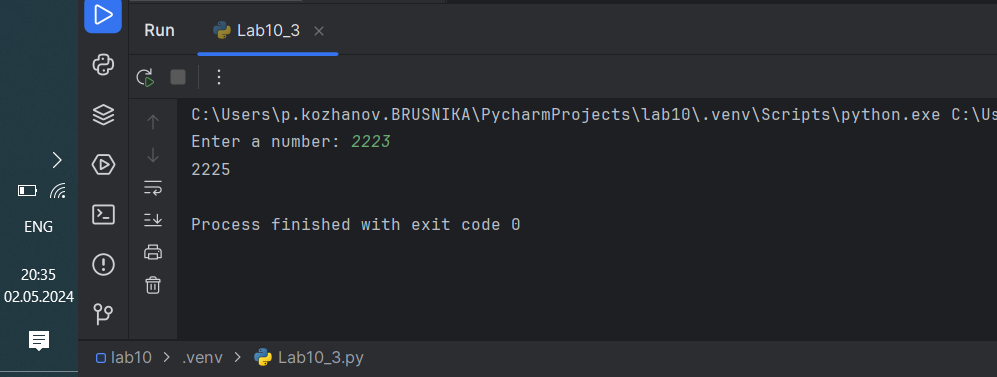 Run Lab10_3
C:\Users\p.kozhanov.BRUSNIKA\PycharmProjects\lab10\.venv\Scripts\python.exe C:\Us
Enter a number: 2223
2225
Process finished with exit code 0
ENG
20:35
02.05.2024
lab10 > .venv > Lab10_3.py